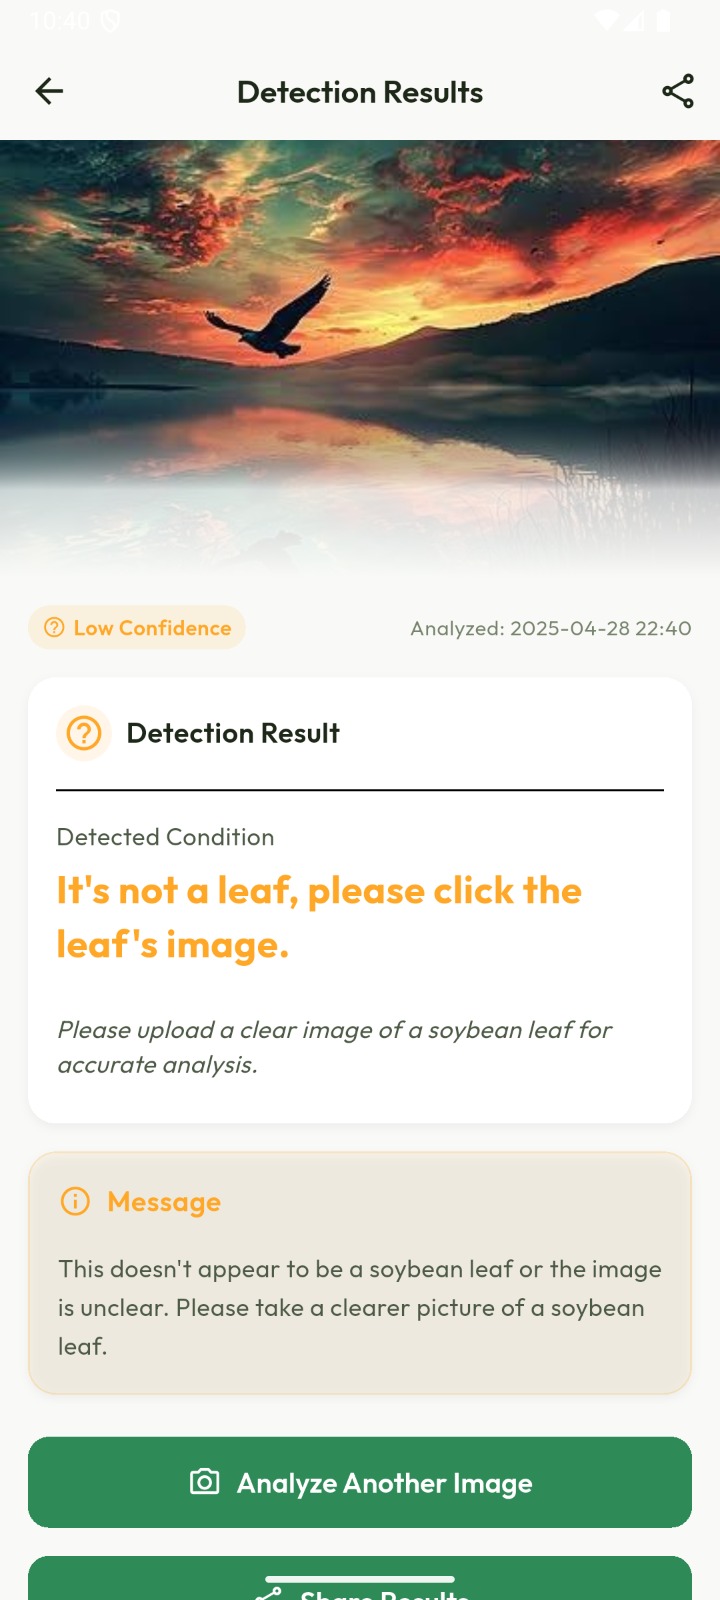 10:40
Detection Results
Low Confidence
Analyzed: 2025-04-28 22:40
Detection Result
Detected Condition
It's not a leaf, please click the
leaf's image.
Please upload a clear image of a soybean leaf for
accurate analysis.
Message
This doesn't appear to be a soybean leaf or the image
is unclear. Please take a clearer picture of a soybean
leaf.
Analyze Another Image
Share Results